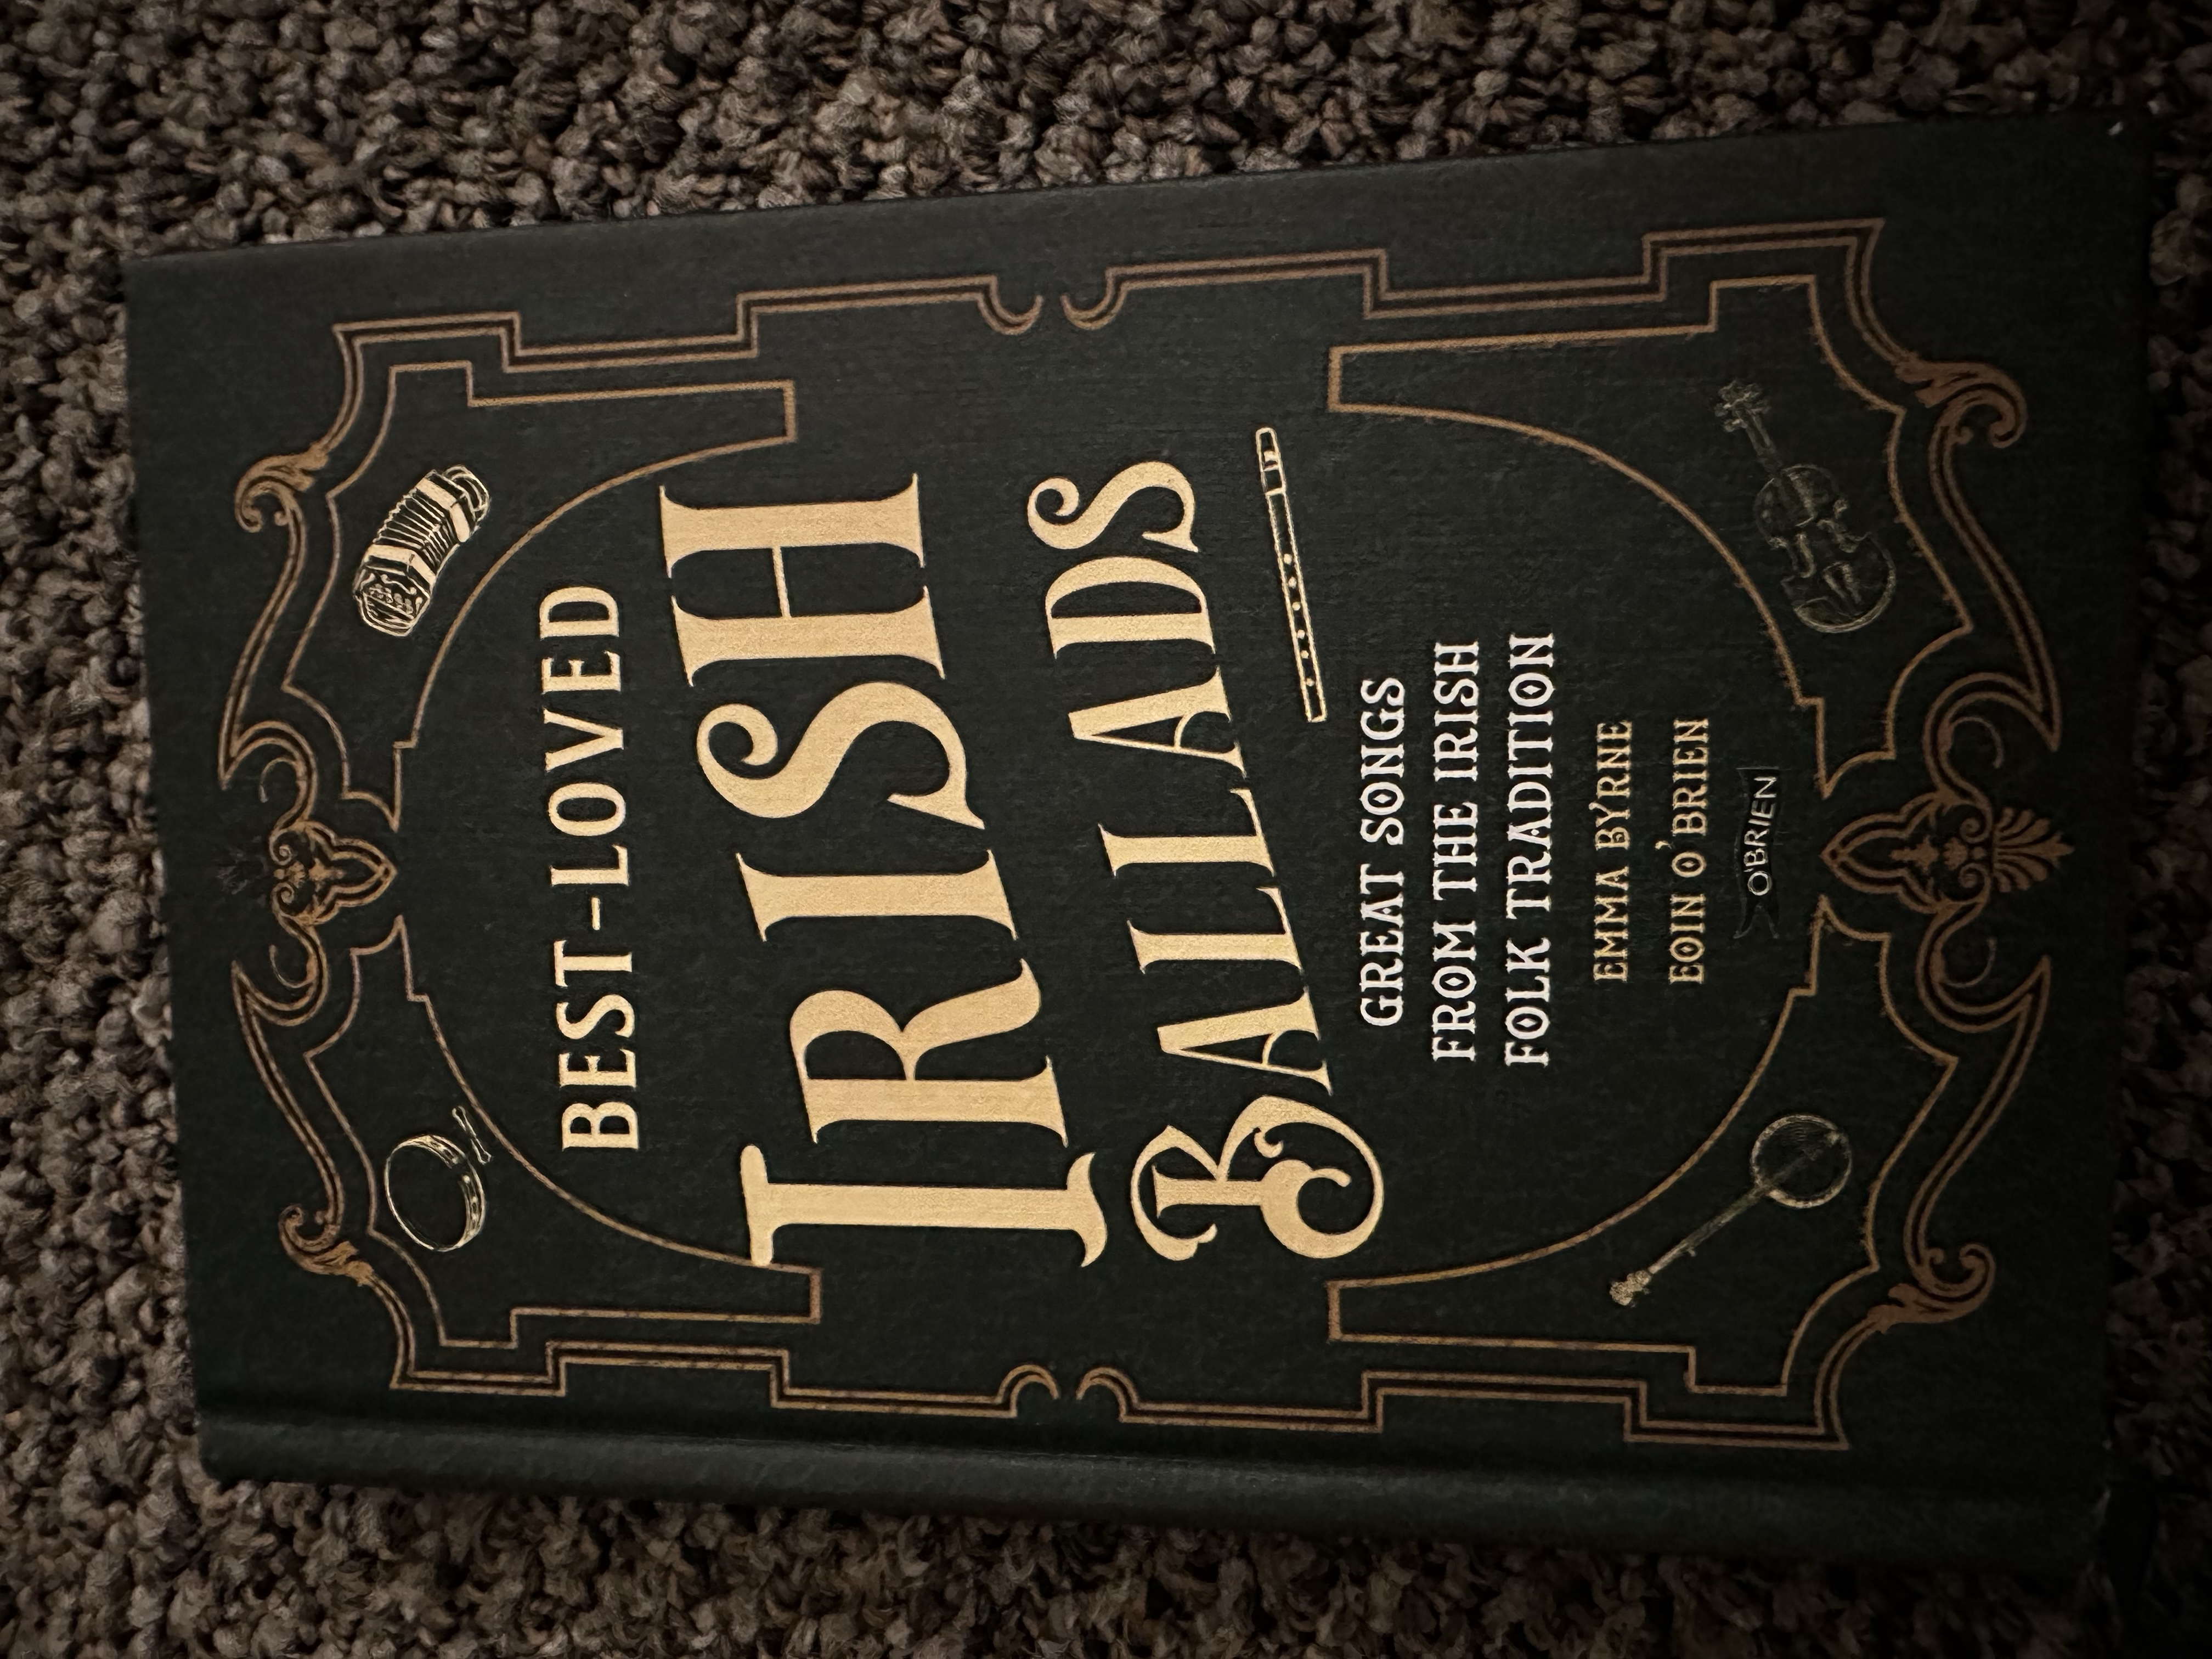 BEST-LOVED
IRISH
BALLADS
GREAT SONGS
FROM THE IRISH
FOLK TRADITION
EMMA BYRNE
EOIN O'BRIEN
O'BRIEN